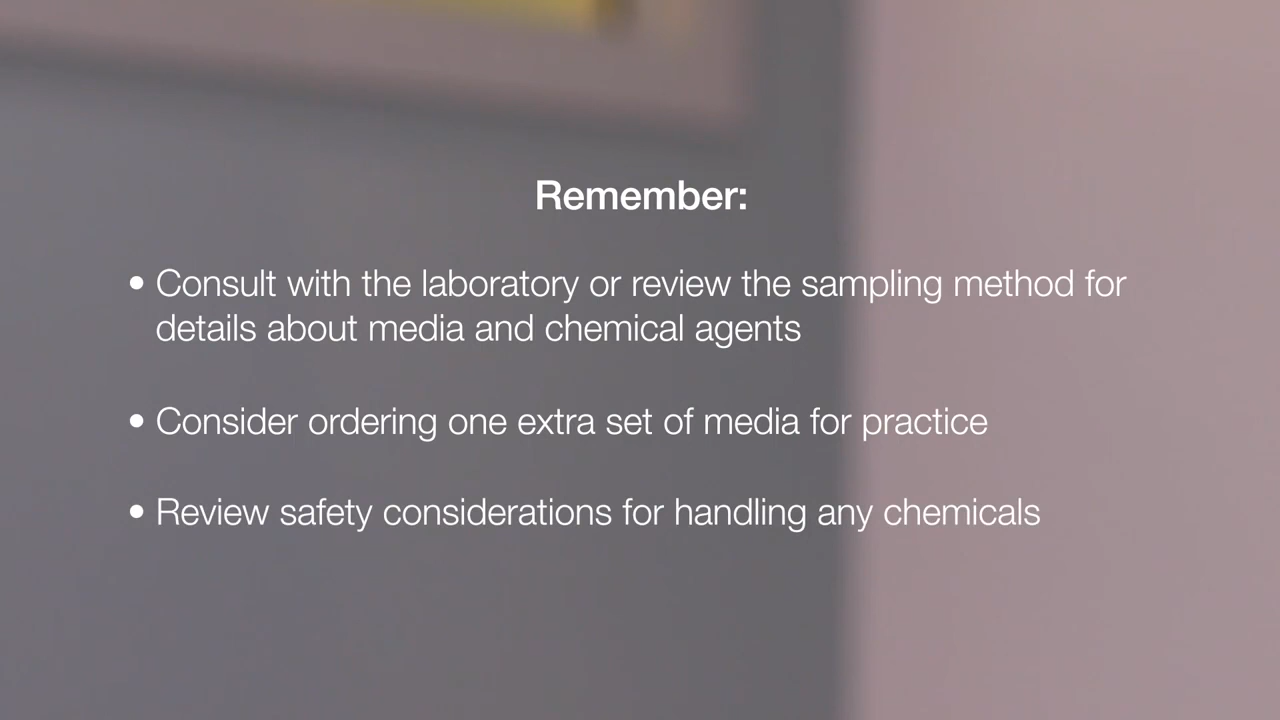 Remember:
• Consult with the laboratory or review the sampling method for
details about media and chemical agents
• Consider ordering one extra set of media for practice
• Review safety considerations for handling any chemicals